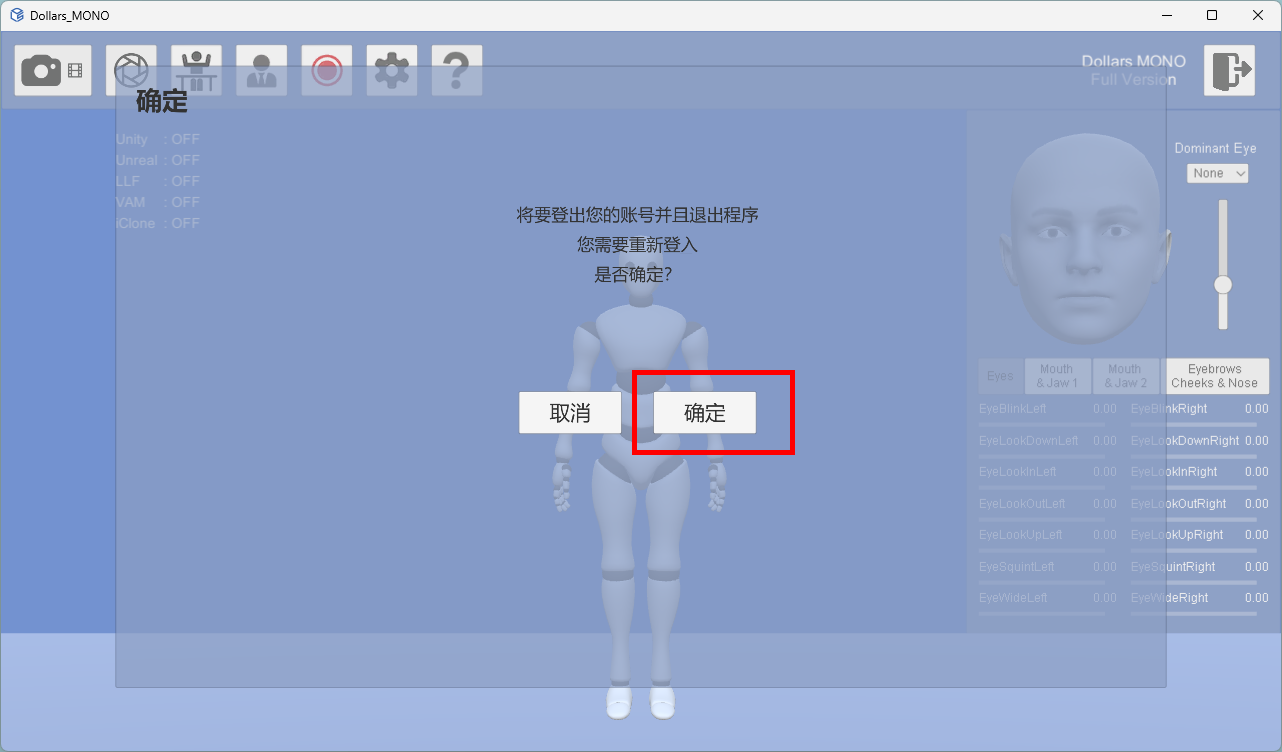 Dollars_MONO
Dollars MONO
Full Version
确定
Unity : OFF
Unreal : OFF
LLF : OFF
VAM : OFF
iClone : OFF
Dominant Eye
None
将要登出您的账号并且退出程序
您需要重新登入
是否确定?
取消
确定
Eyes
Mouth
& Jaw 1
Mouth
& Jaw 2
Eyebrows
Cheeks & Nose
EyeBlinkLeft 0.00 EyeBlinkRight 0.00
EyeLookDownLeft 0.00 EyeLookDownRight 0.00
EyeLookInLeft 0.00 EyeLookInRight 0.00
EyeLookOutLeft 0.00 EyeLookOutRight 0.00
EyeLookUpLeft 0.00 EyeLookUpRight 0.00
EyeSquintLeft 0.00 EyeSquintRight 0.00
EyeWideLeft 0.00 EyeWideRight 0.00